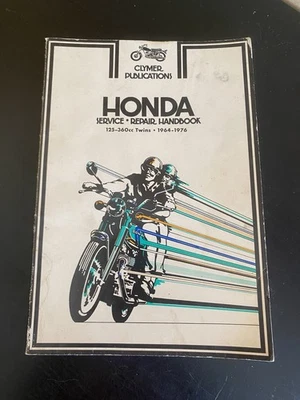 CLYMER
PUBLICATIONS
HONDA
SERVICE • REPAIR HANDBOOK
125-360cc Twins • 1964-1976